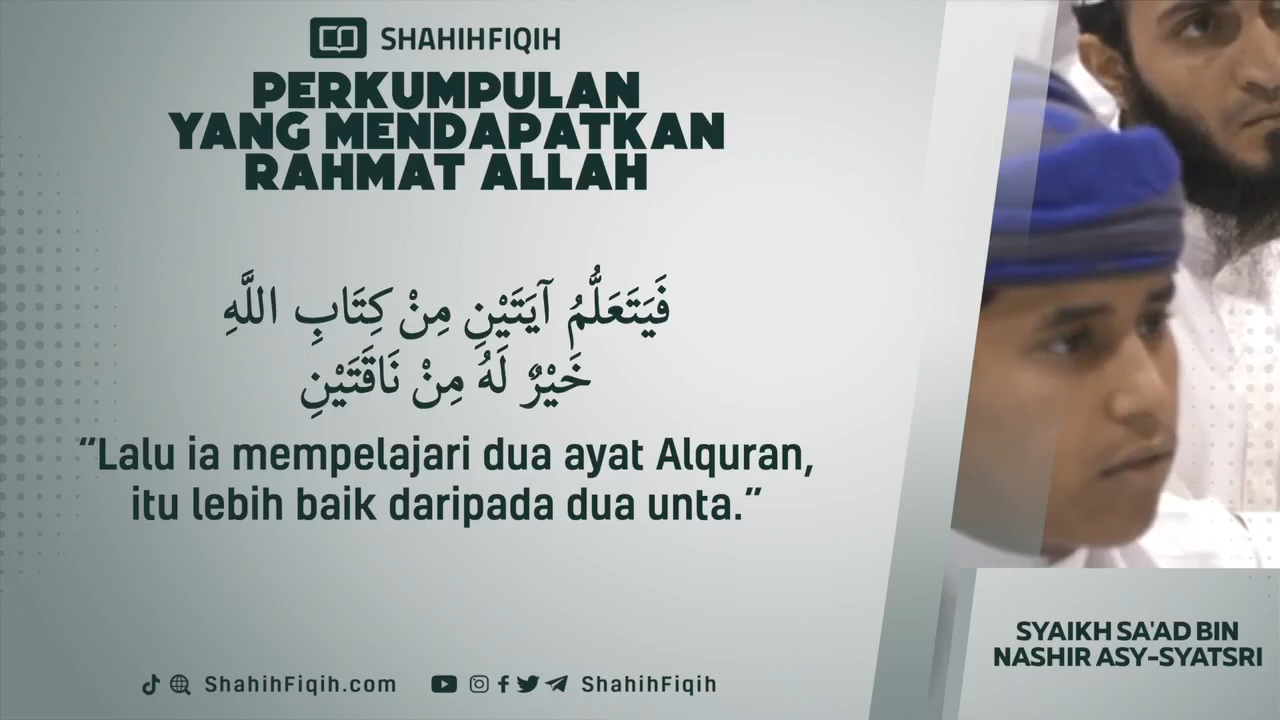 SHAHIHFIQIH
PERKUMPULAN
YANG MENDAPATKAN
RAHMAT ALLAH
فَيَتَعَلَّمُ آيَتَيْنِ مِنْ كِتَابِ اللَّهِ
خَيْرٌ لَهُ مِنْ نَاقَتَيْنِ
“Lalu ia mempelajari dua ayat Alquran,
itu lebih baik daripada dua unta.”
SYAIKH SA'AD BIN
NASHIR ASY-SYATSRI
ShahihFiqih.com ShahihFiqih